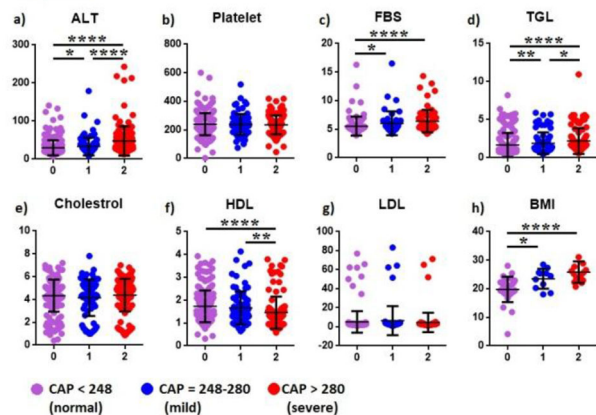 a) ALT
b) Platelet
c) FBS
d) TGL
****
* ****
****
*
****
** *
300
200
100
0
0 1 2
800
600
400
200
0
0 1 2
20
15
10
5
0
0 1 2
15
10
5
0
0 1 2
e) Cholestrol
f) HDL
g) LDL
h) BMI
****
**
****
*
8
6
4
2
0
0 1 2
5
4
3
2
1
0
0 1 2
100
80
60
40
20
0
-20
0 1 2
40
30
20
10
0
0 1 2
CAP < 248 CAP = 248-280 CAP > 280
(normal) (mild) (severe)